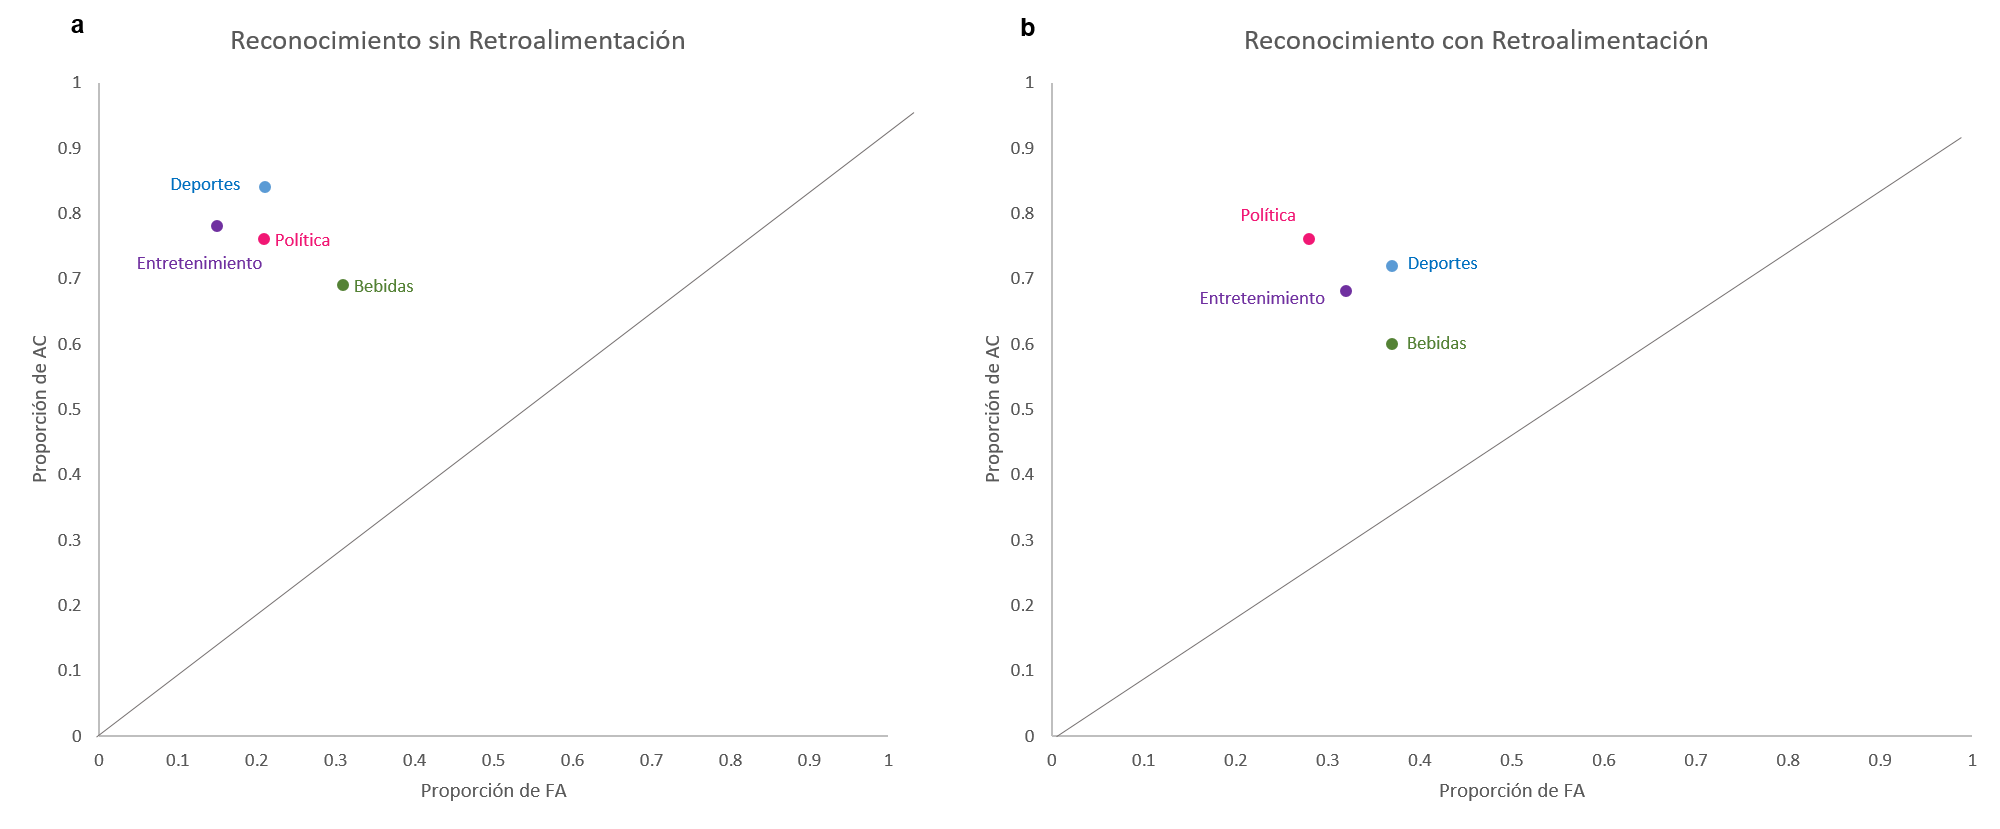 a
Reconocimiento sin Retroalimentación
1
0.9
0.8
0.7
0.6
0.5
0.4
0.3
0.2
0.1
0
Proporción de AC
Deportes
Política
Entretenimiento
Bebidas
0 0.1 0.2 0.3 0.4 0.5 0.6 0.7 0.8 0.9 1
Proporción de FA
b
Reconocimiento con Retroalimentación
1
0.9
0.8
0.7
0.6
0.5
0.4
0.3
0.2
0.1
0
Proporción de AC
Política
Deportes
Entretenimiento
Bebidas
0 0.1 0.2 0.3 0.4 0.5 0.6 0.7 0.8 0.9 1
Proporción de FA